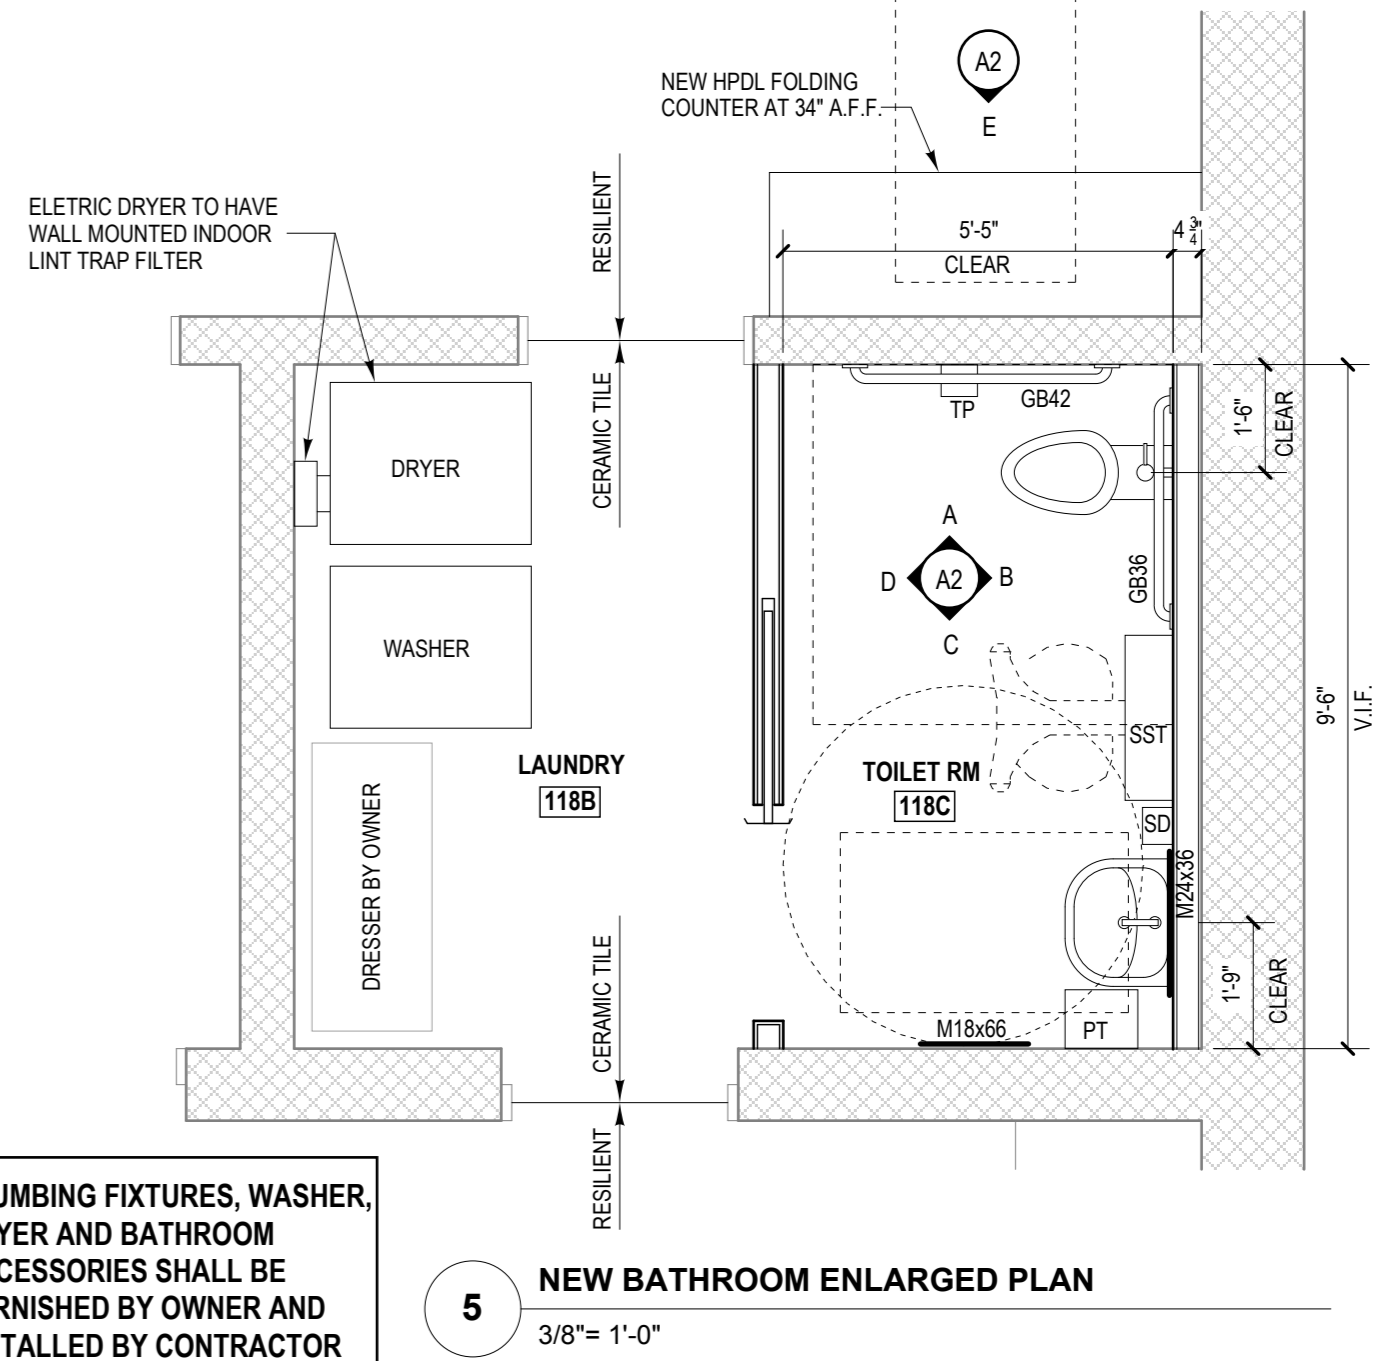 A2
E
NEW HPDL FOLDING
COUNTER AT 34" A.F.F.
ELETRIC DRYER TO HAVE
WALL MOUNTED INDOOR
LINT TRAP FILTER
RESILIENT
5'-5"
CLEAR
4 3/4"
CERAMIC TILE
DRYER
TP
GB42
1'-6"
CLEAR
A
D
A2
B
C
GB36
WASHER
SST
9'-6"
V.I.F.
LAUNDRY
118B
TOILET RM
118C
SD
M24x36
DRESSER BY OWNER
CERAMIC TILE
M18x66
PT
1'-9"
CLEAR
RESILIENT
UMBING FIXTURES, WASHER,
YER AND BATHROOM
CESSORIES SHALL BE
RNISHED BY OWNER AND
TALLED BY CONTRACTOR
5
NEW BATHROOM ENLARGED PLAN
3/8"= 1'-0"